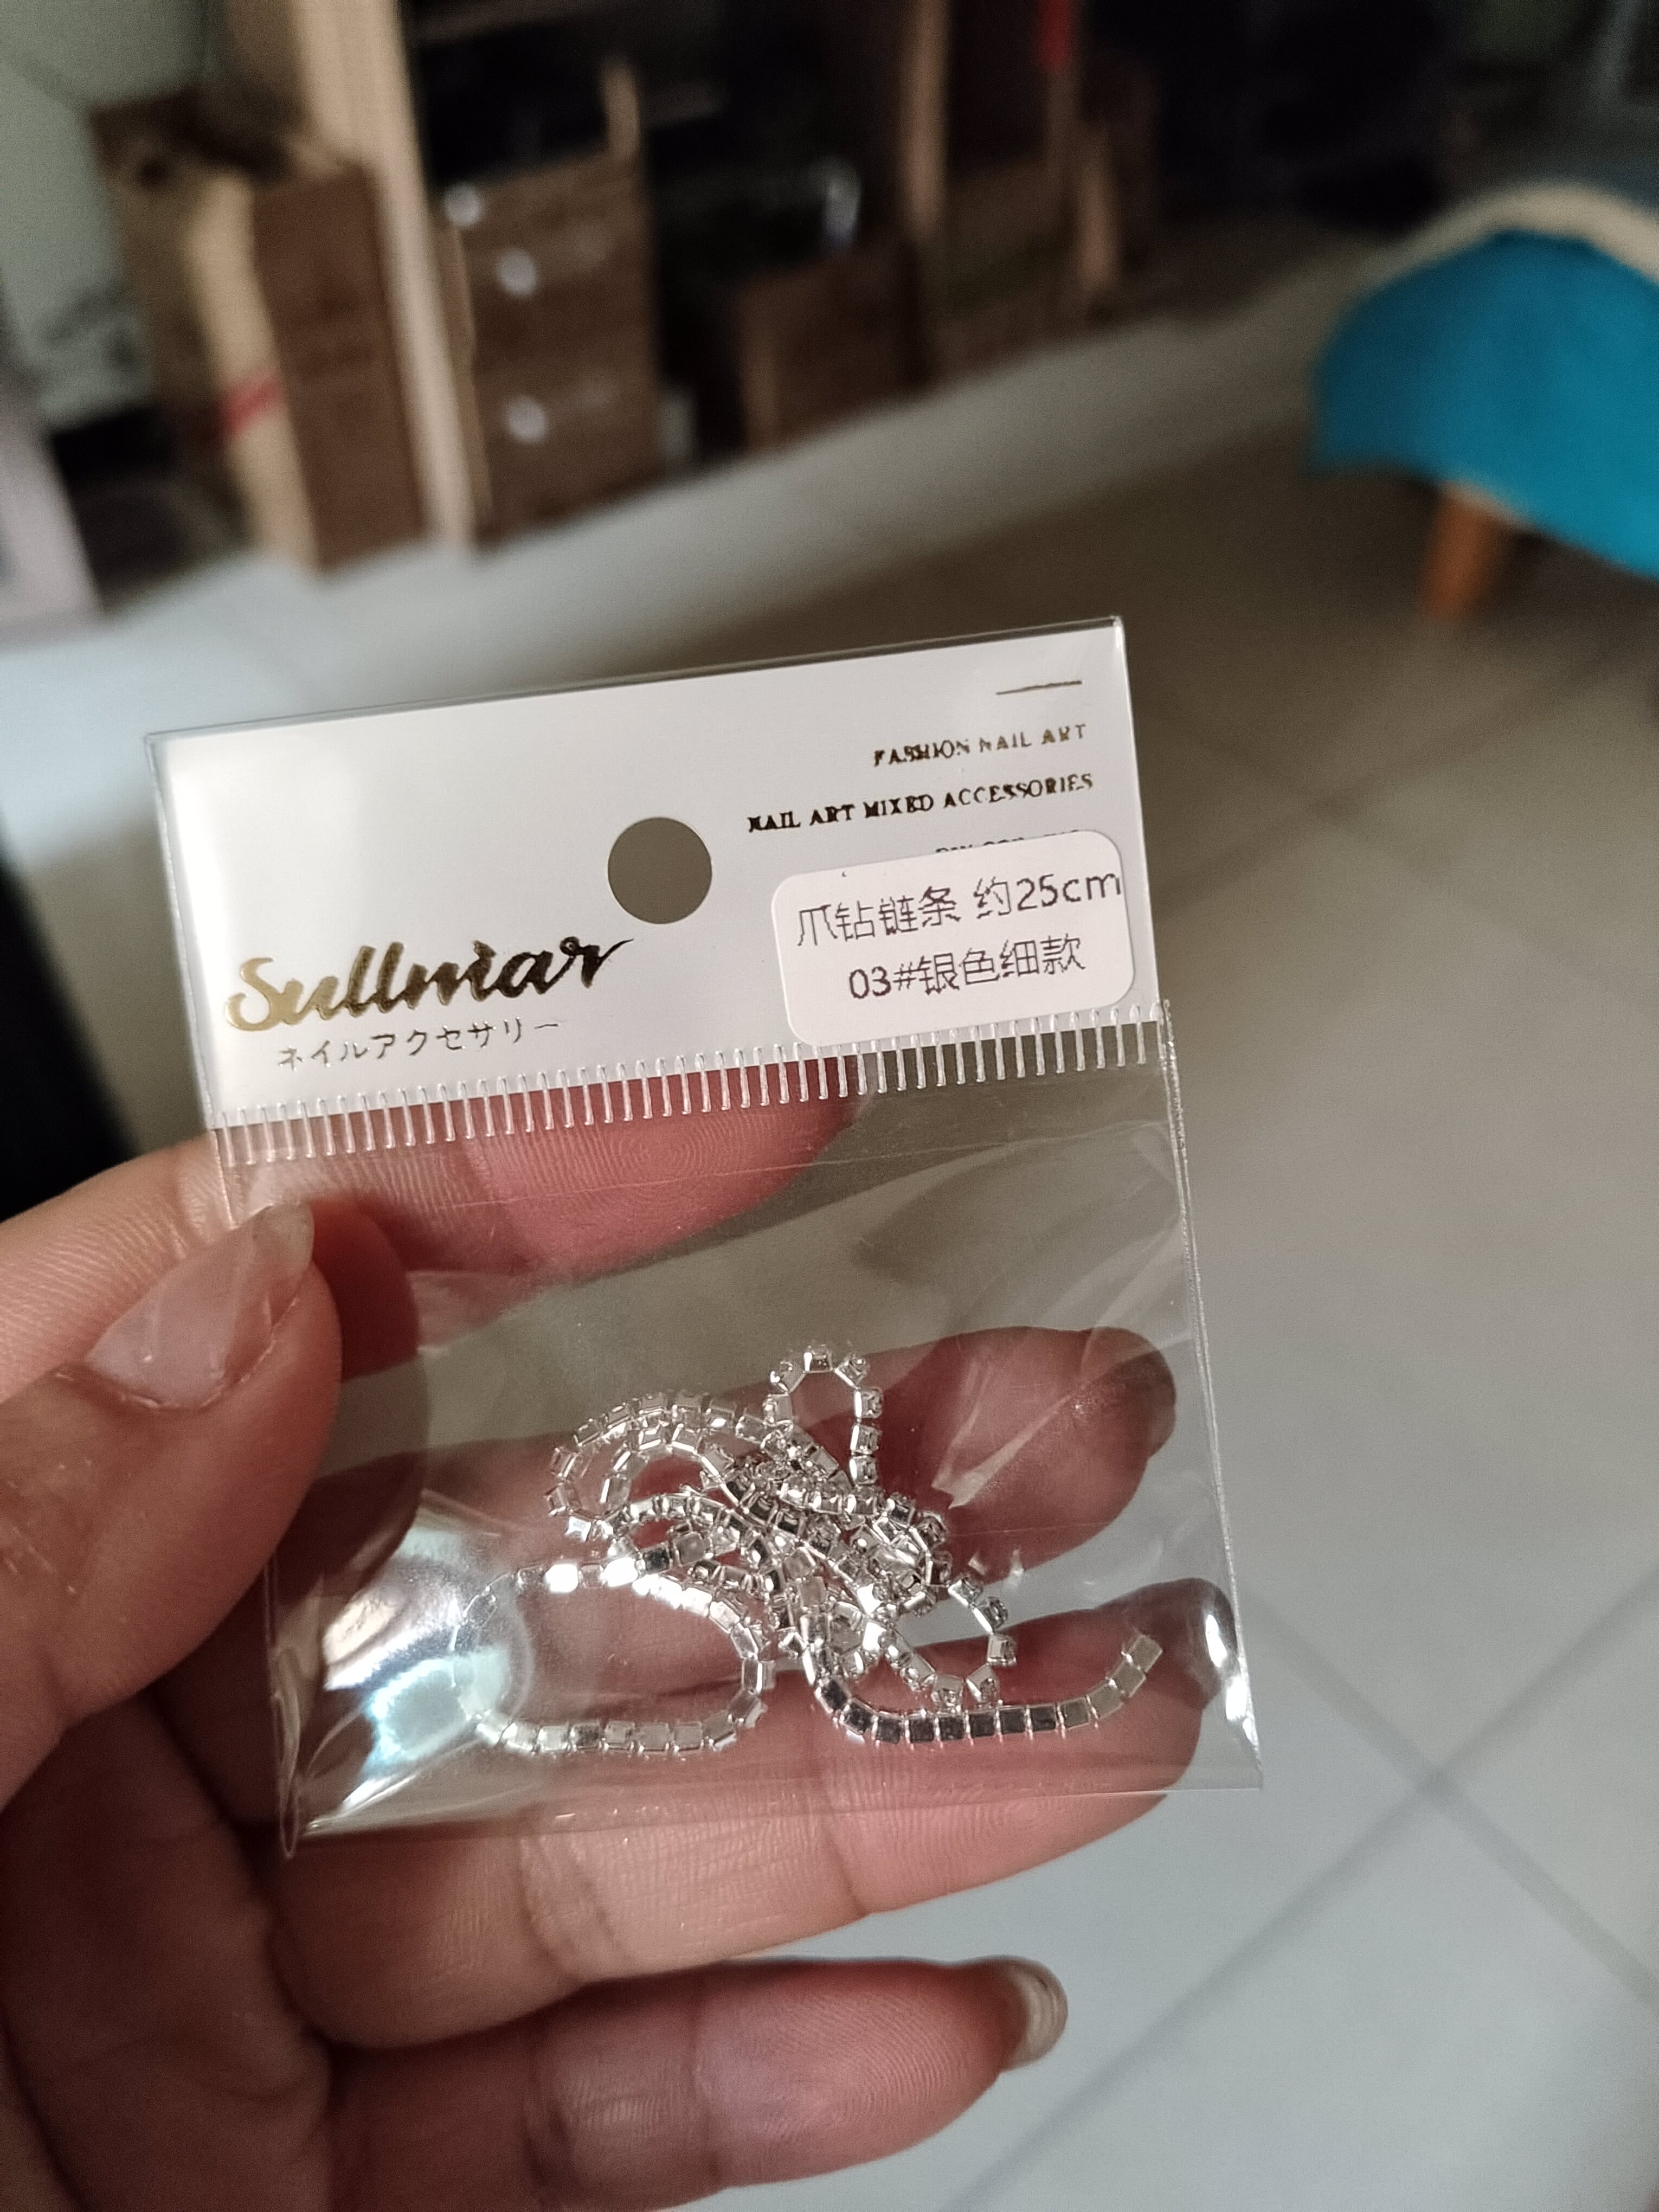 FASHION NAIL ART
NAIL ART MIXED ACCESSORIES
爪钻链条 约25cm
03#银色细款
Sullmiar
ネイルアクセサリー